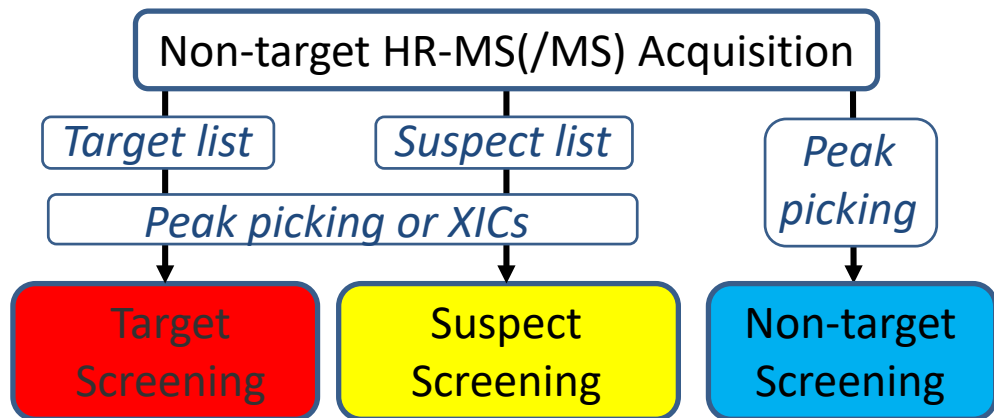 Non-target HR-MS(/MS) Acquisition
Target list
Suspect list
Peak
picking
Peak picking or XICs
Target
Screening
Suspect
Screening
Non-target
Screening